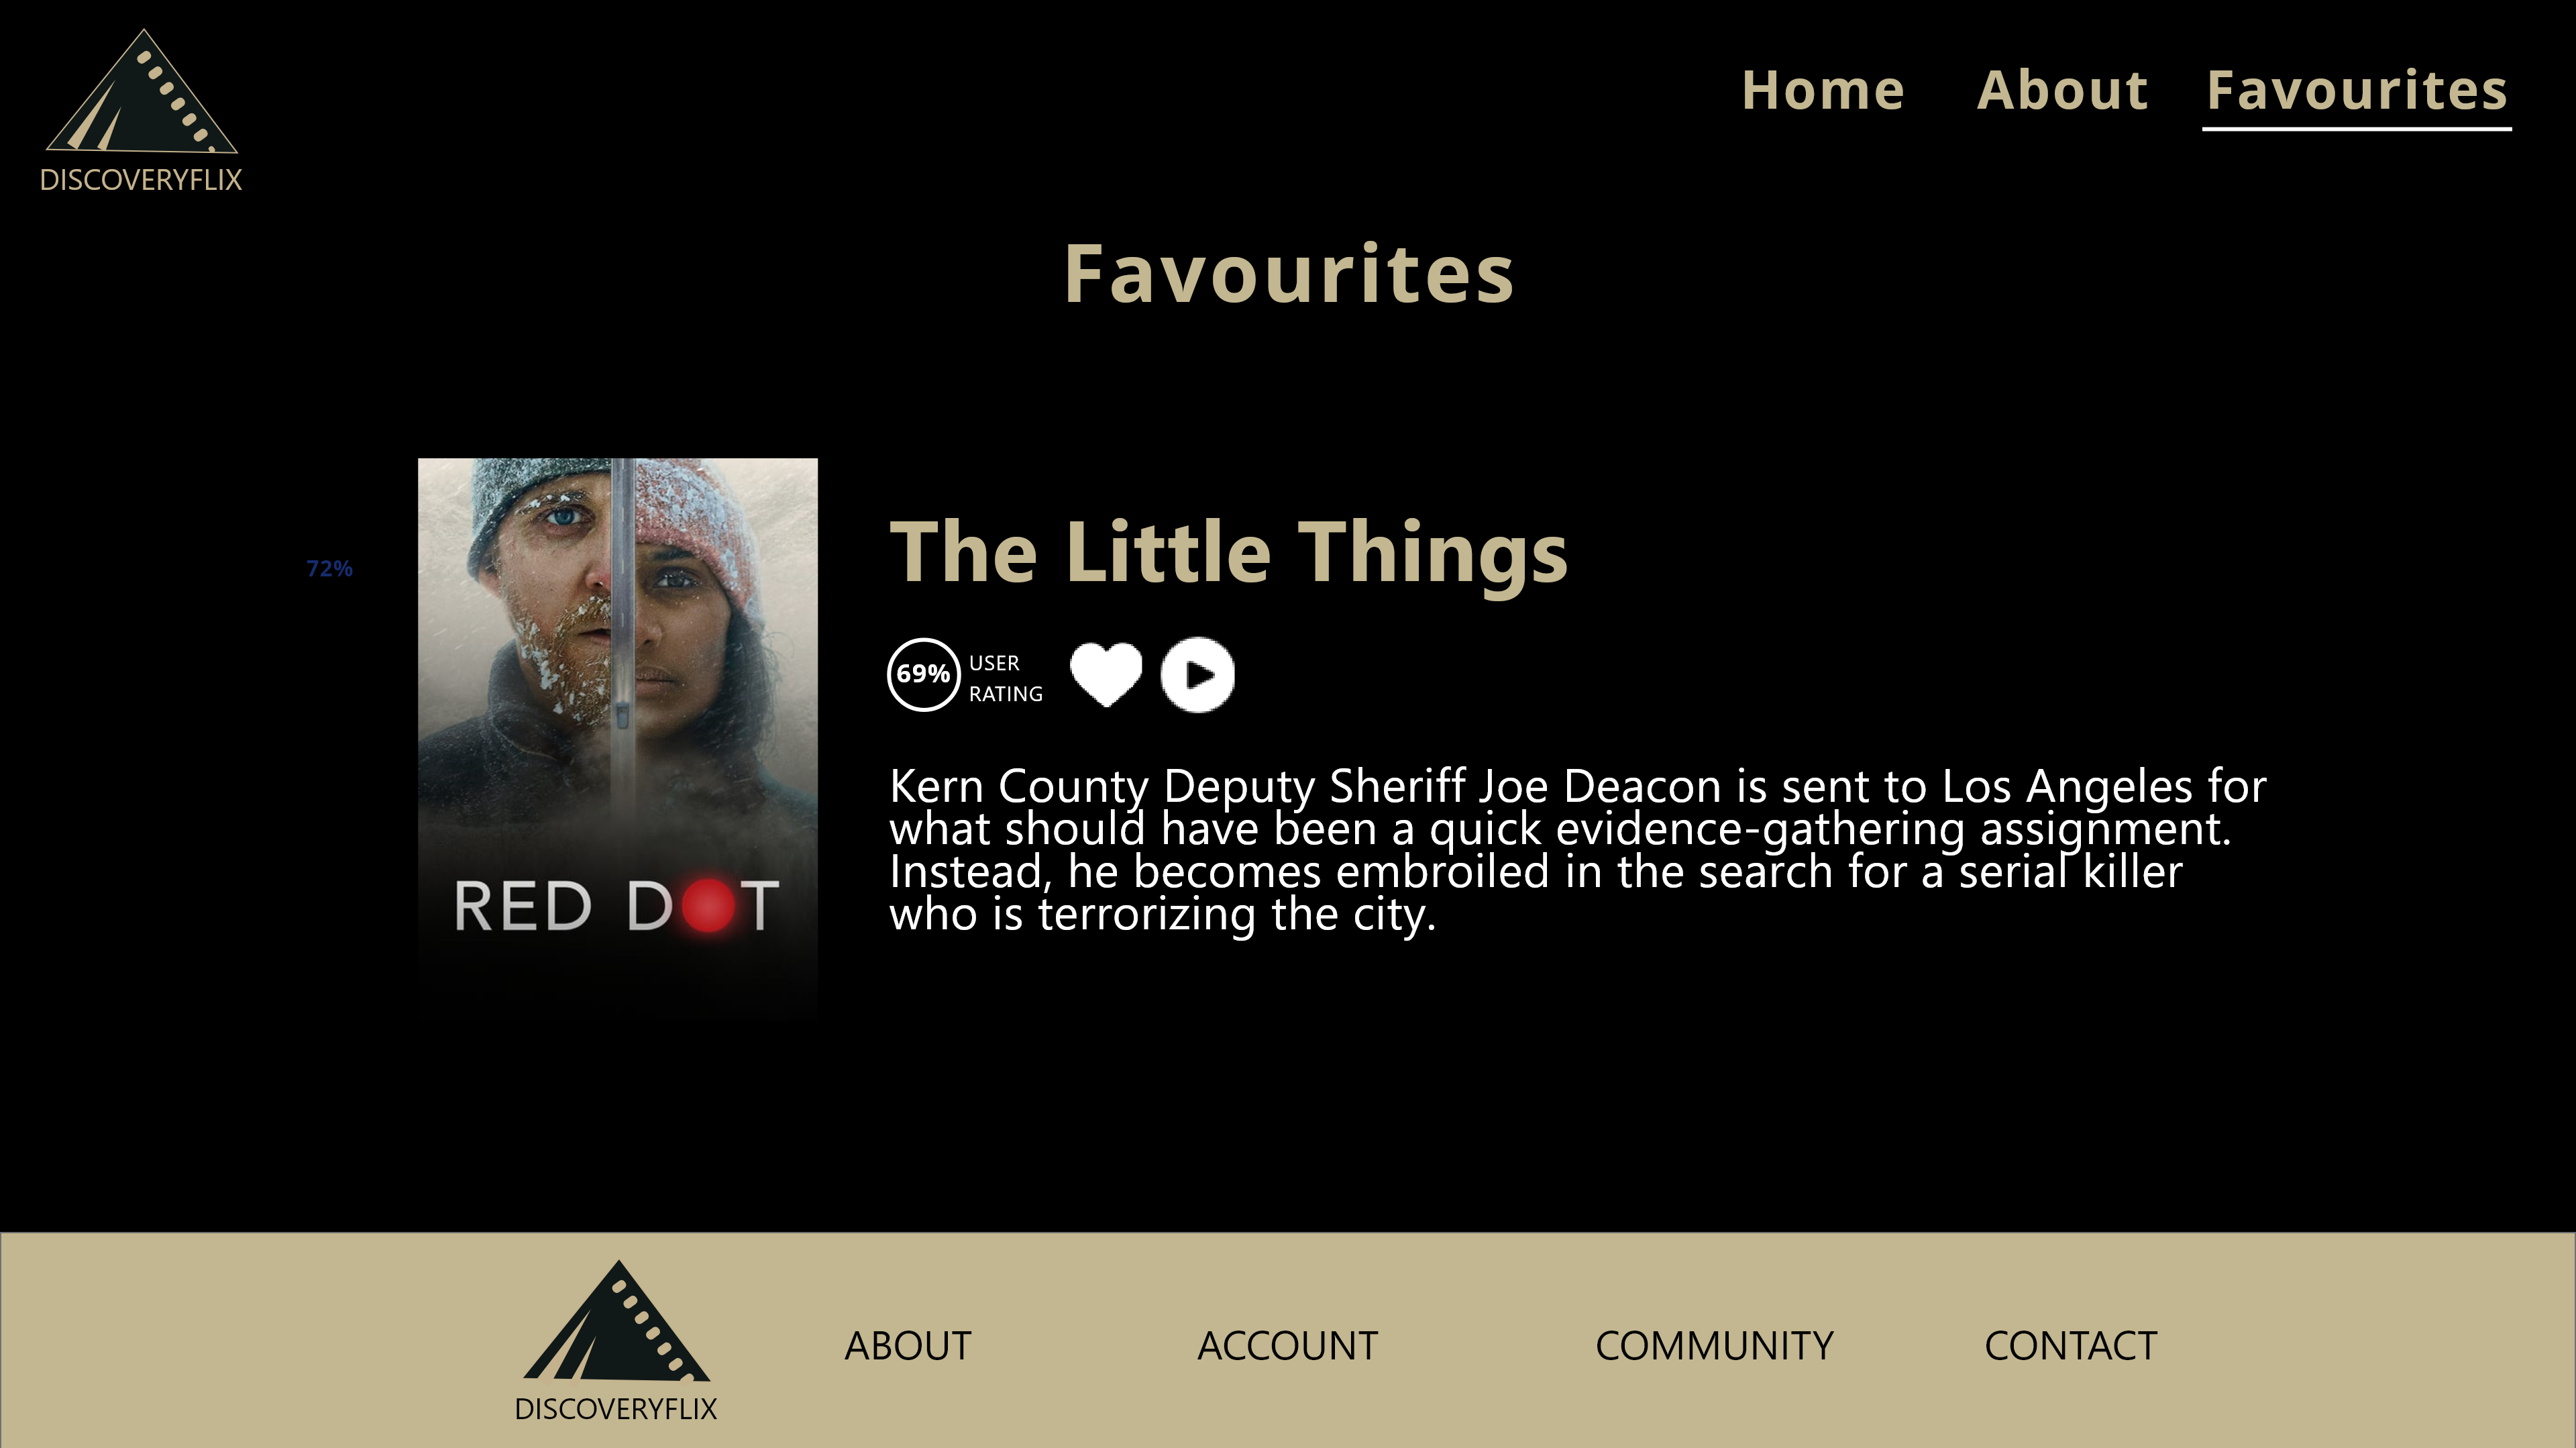 DISCOVERYFLIX
Home About Favourites
Favourites
72%
RED DOT
The Little Things
69%
USER
RATING
Kern County Deputy Sheriff Joe Deacon is sent to Los Angeles for
what should have been a quick evidence-gathering assignment.
Instead, he becomes embroiled in the search for a serial killer
who is terrorizing the city.
DISCOVERYFLIX
ABOUT ACCOUNT COMMUNITY CONTACT